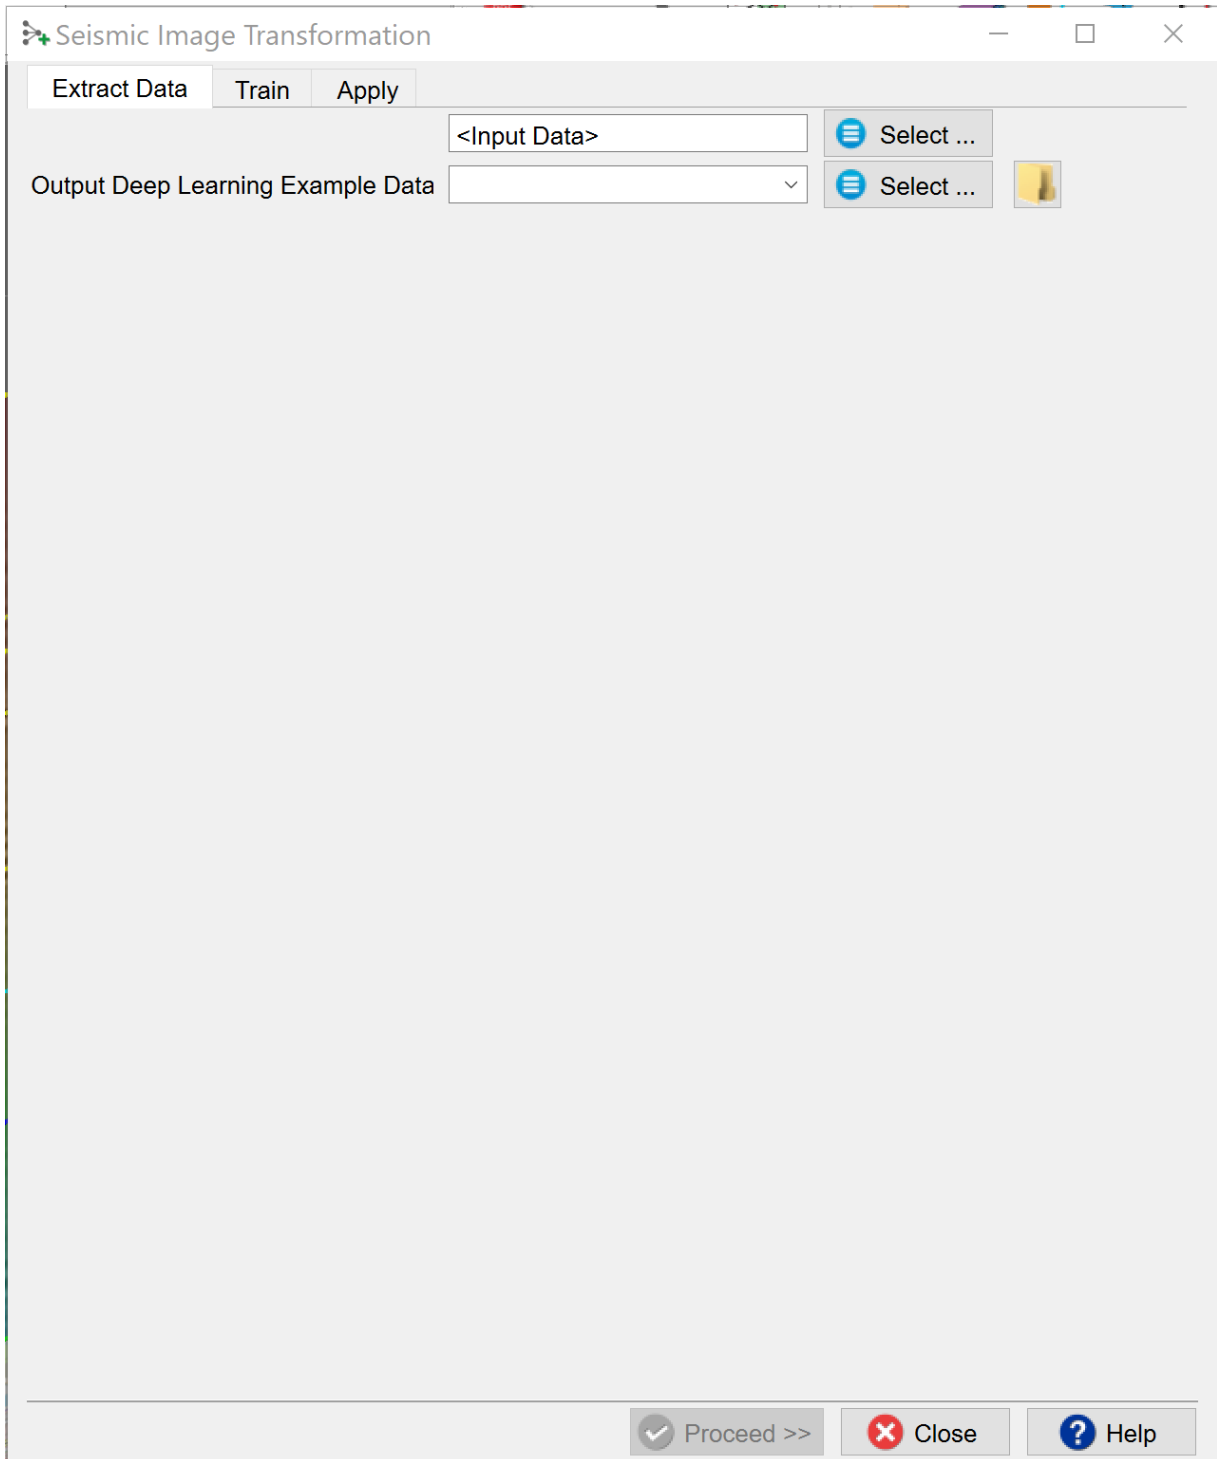 Seismic Image Transformation
Extract Data Train Apply
<Input Data> Select ...
Output Deep Learning Example Data Select ...
Proceed >> Close Help